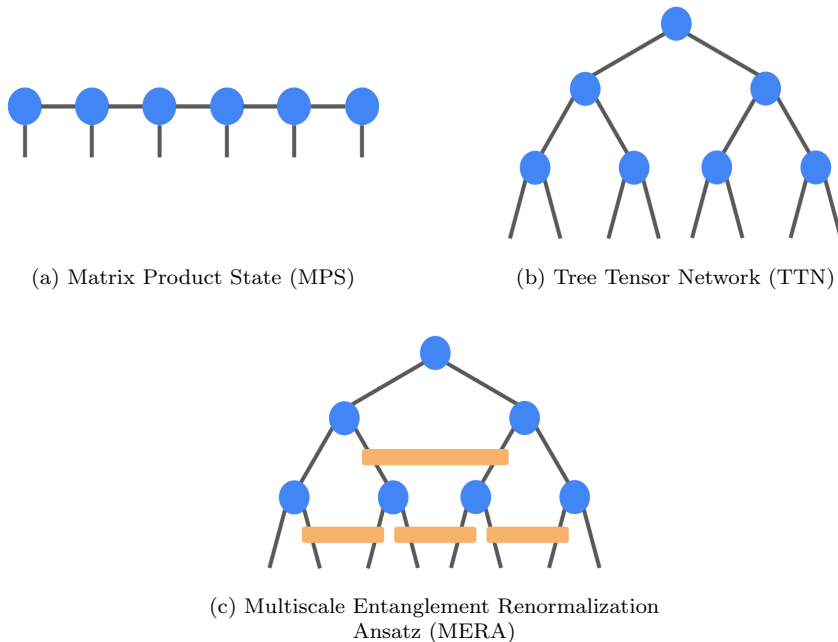 (a) Matrix Product State (MPS)
(b) Tree Tensor Network (TTN)
(c) Multiscale Entanglement Renormalization
Ansatz (MERA)